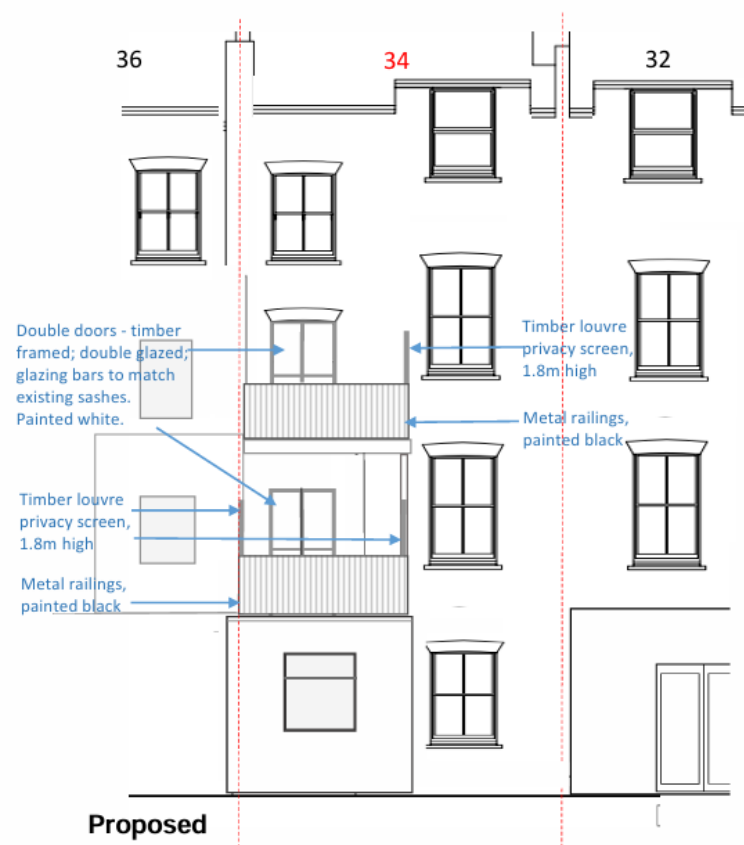 36
34
32
Double doors - timber
framed; double glazed;
glazing bars to match
existing sashes.
Painted white.
Timber louvre
privacy screen,
1.8m high
Metal railings,
painted black
Timber louvre
privacy screen,
1.8m high
Metal railings,
painted black
Proposed